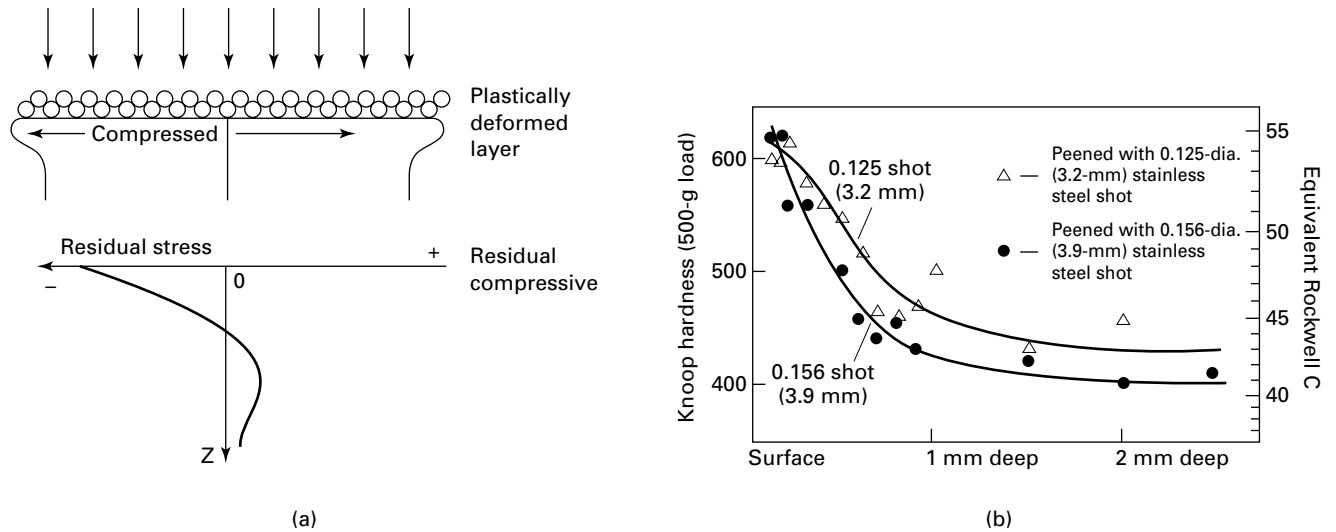 Plastically
deformed
layer
Compressed
Residual stress
+
0
−
Residual
compressive
Z
(a)
Knoop hardness (500-g load)
600
500
400
0.125 shot
(3.2 mm)
0.156 shot
(3.9 mm)
Peened with 0.125-dia.
(3.2-mm) stainless
steel shot
Peened with 0.156-dia.
(3.9-mm) stainless
steel shot
55
50
45
40
Equivalent Rockwell C
Surface
1 mm deep
2 mm deep
(b)